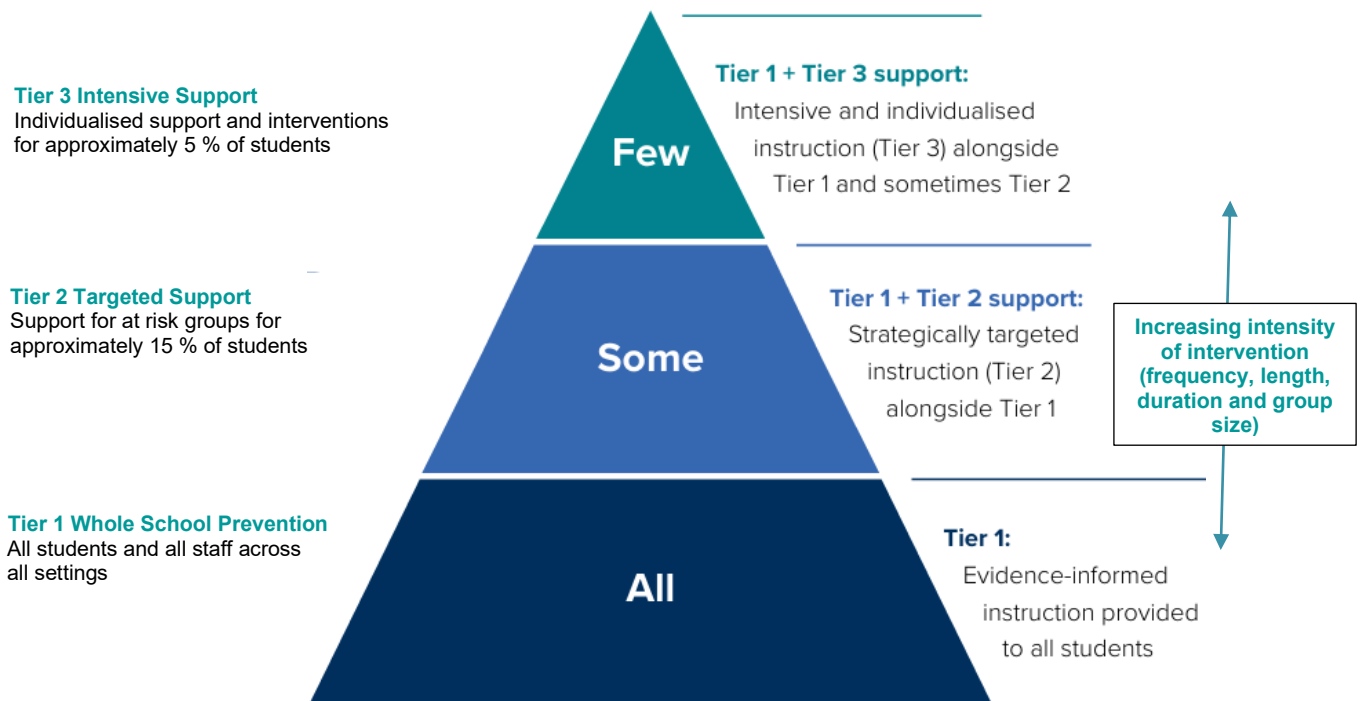 Tier 3 Intensive Support
Individualised support and interventions
for approximately 5 % of students
Few
Tier 1 + Tier 3 support:
Intensive and individualised
instruction (Tier 3) alongside
Tier 1 and sometimes Tier 2
Tier 2 Targeted Support
Support for at risk groups for
approximately 15 % of students
Some
Tier 1 + Tier 2 support:
Strategically targeted
instruction (Tier 2)
alongside Tier 1
Increasing intensity
of intervention
(frequency, length,
duration and group
size)
Tier 1 Whole School Prevention
All students and all staff across
all settings
All
Tier 1:
Evidence-informed
instruction provided
to all students